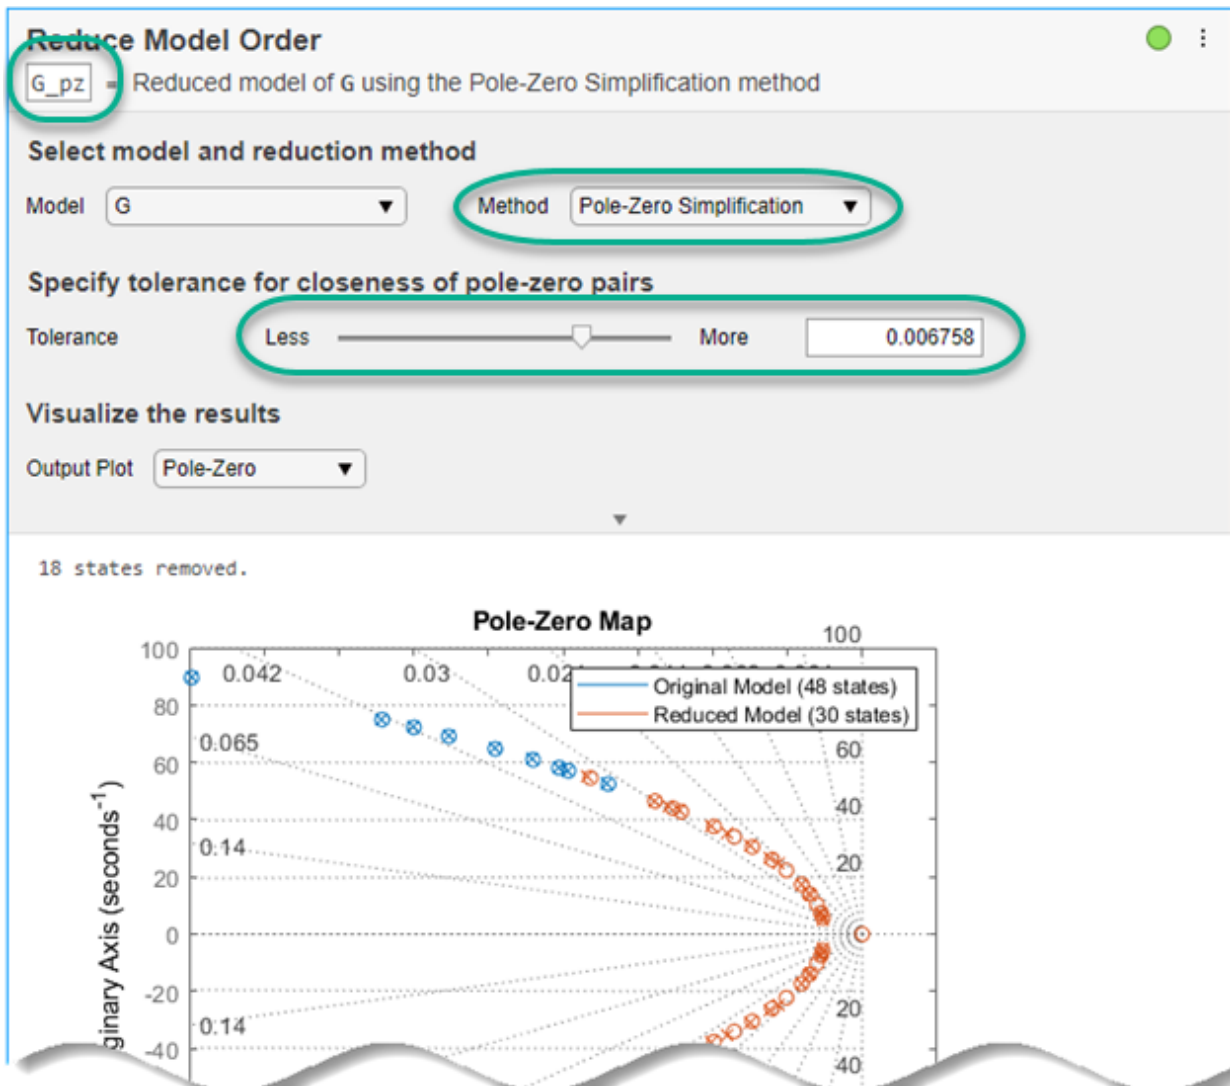 Reduce Model Order
G_pz = Reduced model of G using the Pole-Zero Simplification method
Select model and reduction method
Model G Method Pole-Zero Simplification
Specify tolerance for closeness of pole-zero pairs
Tolerance Less More 0.006758
Visualize the results
Output Plot Pole-Zero
18 states removed.
Pole-Zero Map
100
100
0.042 0.03
Original Model (48 states)
Reduced Model (30 states)
80
0.065
60
60
40
40
0.14
20
20
0
-20
20
0.14
-40
40
ginary Axis (seconds⁻¹)